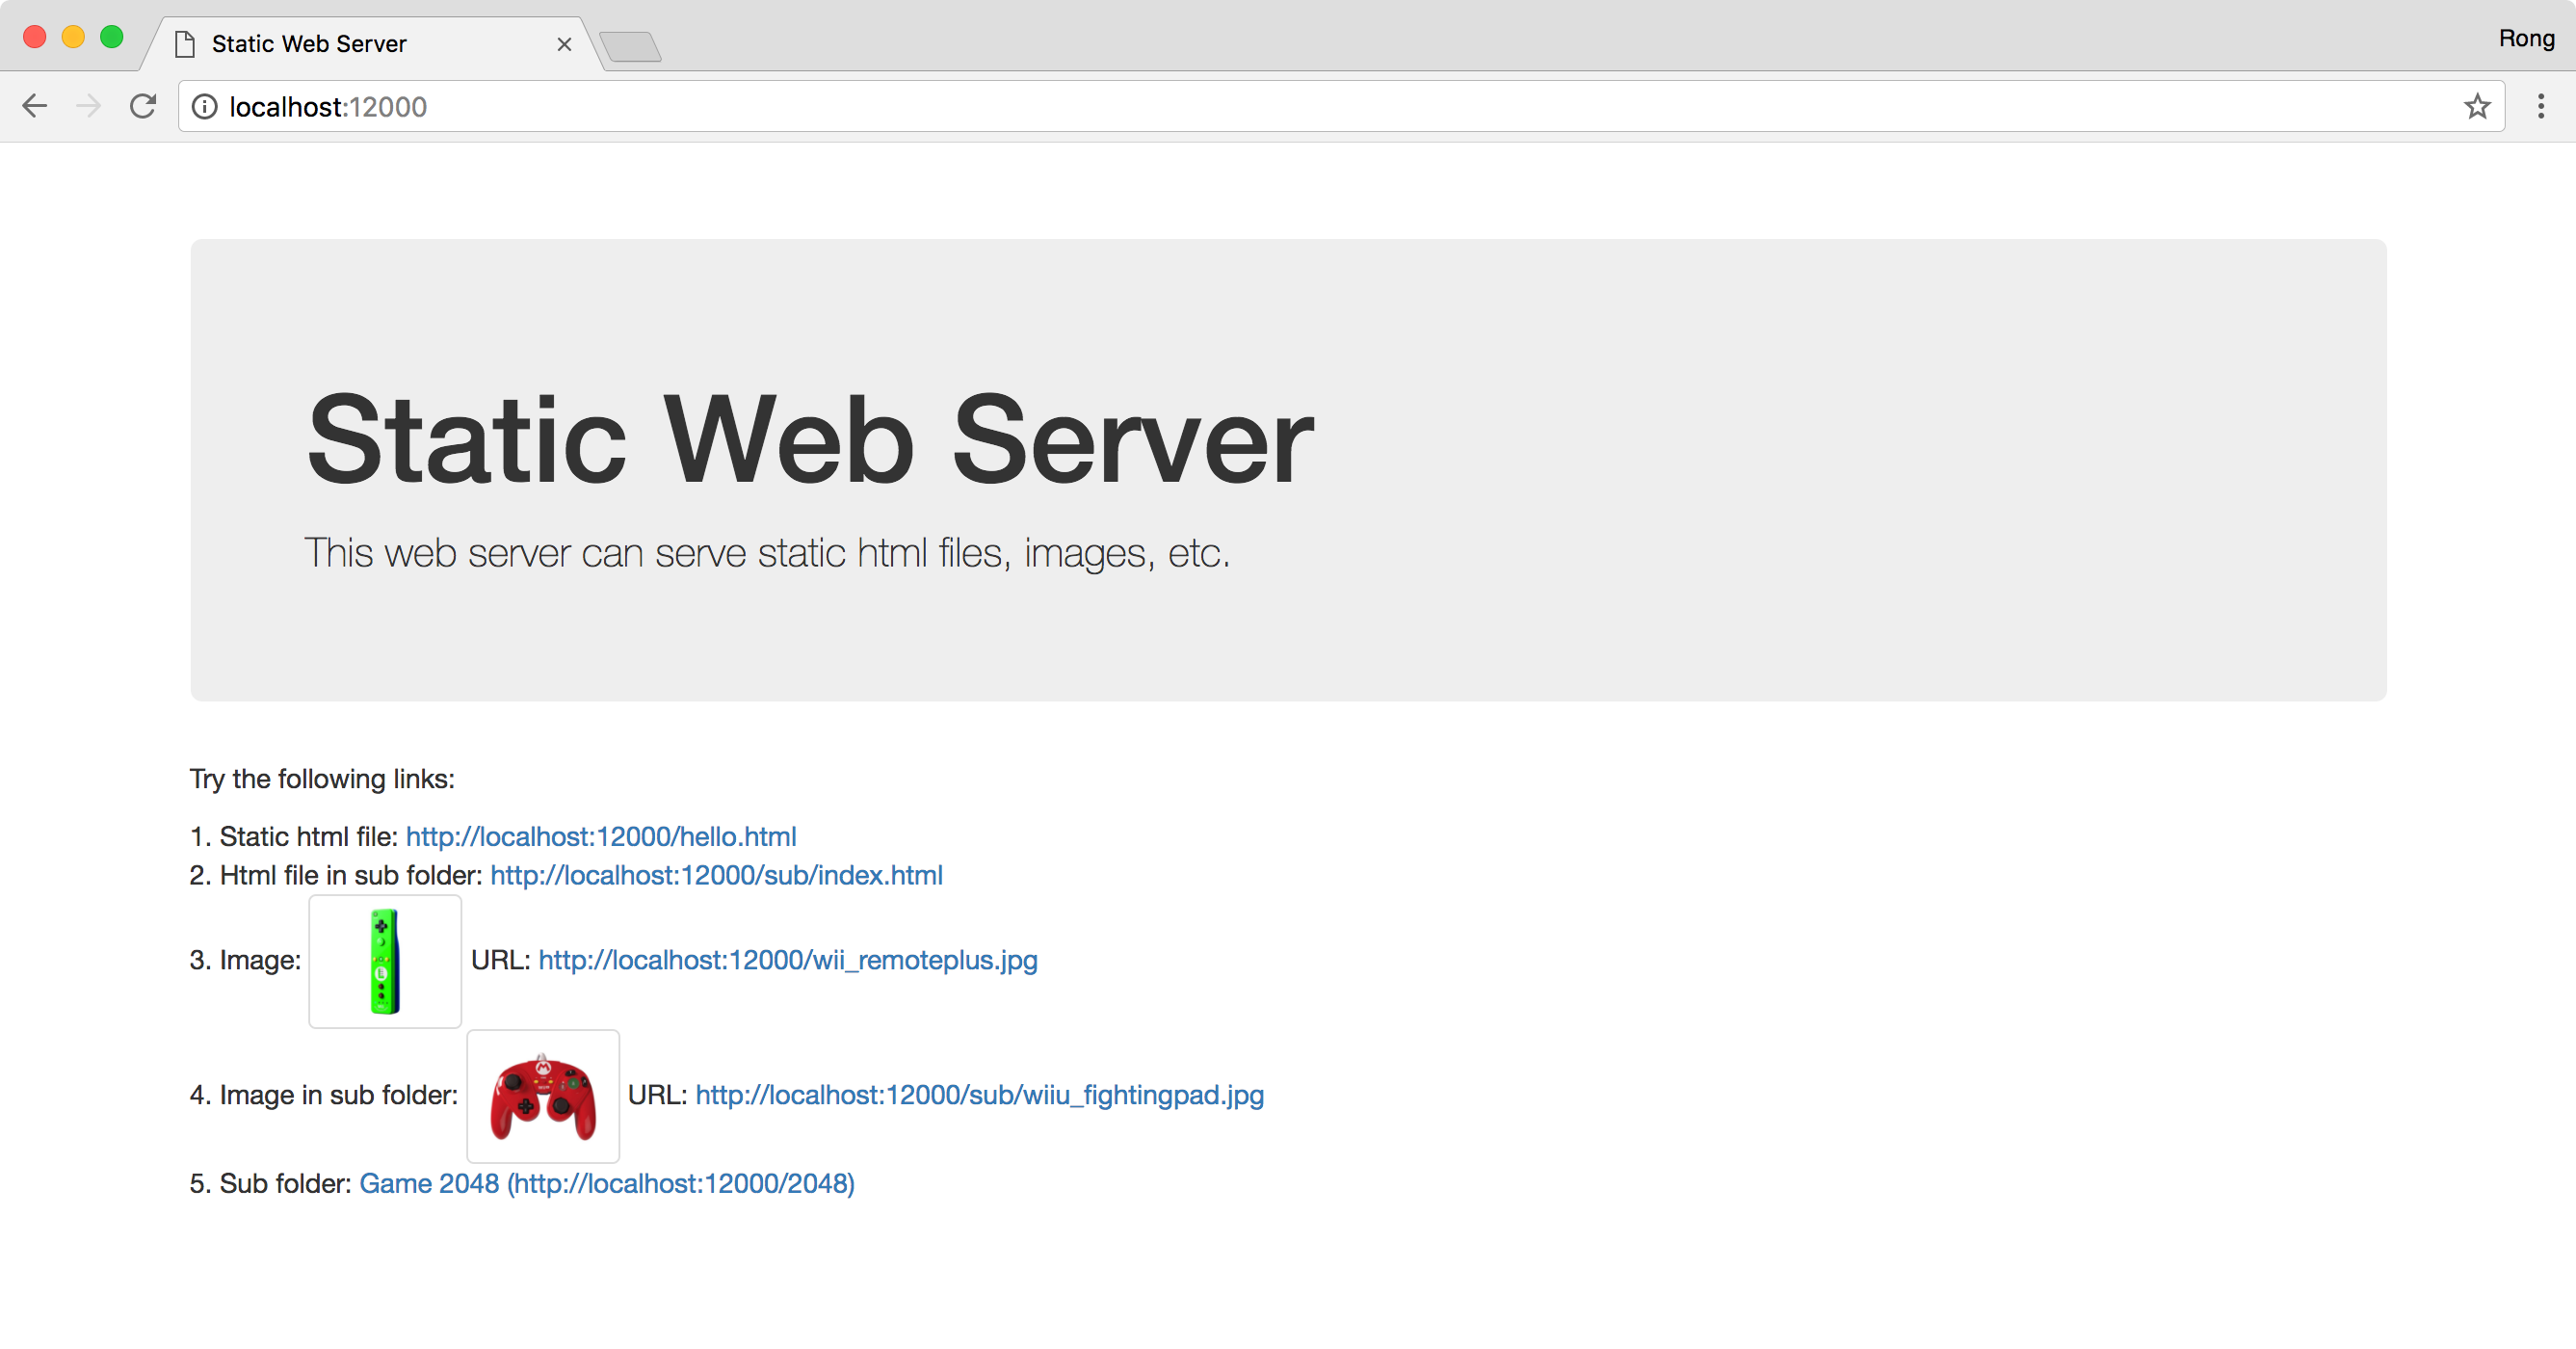 Static Web Server
Rong
localhost:12000
Static Web Server
This web server can serve static html files, images, etc.
Try the following links:
1. Static html file: http://localhost:12000/hello.html
2. Html file in sub folder: http://localhost:12000/sub/index.html
3. Image: URL: http://localhost:12000/wii_remoteplus.jpg
4. Image in sub folder: URL: http://localhost:12000/sub/wiiu_fightingpad.jpg
5. Sub folder: Game 2048 (http://localhost:12000/2048)